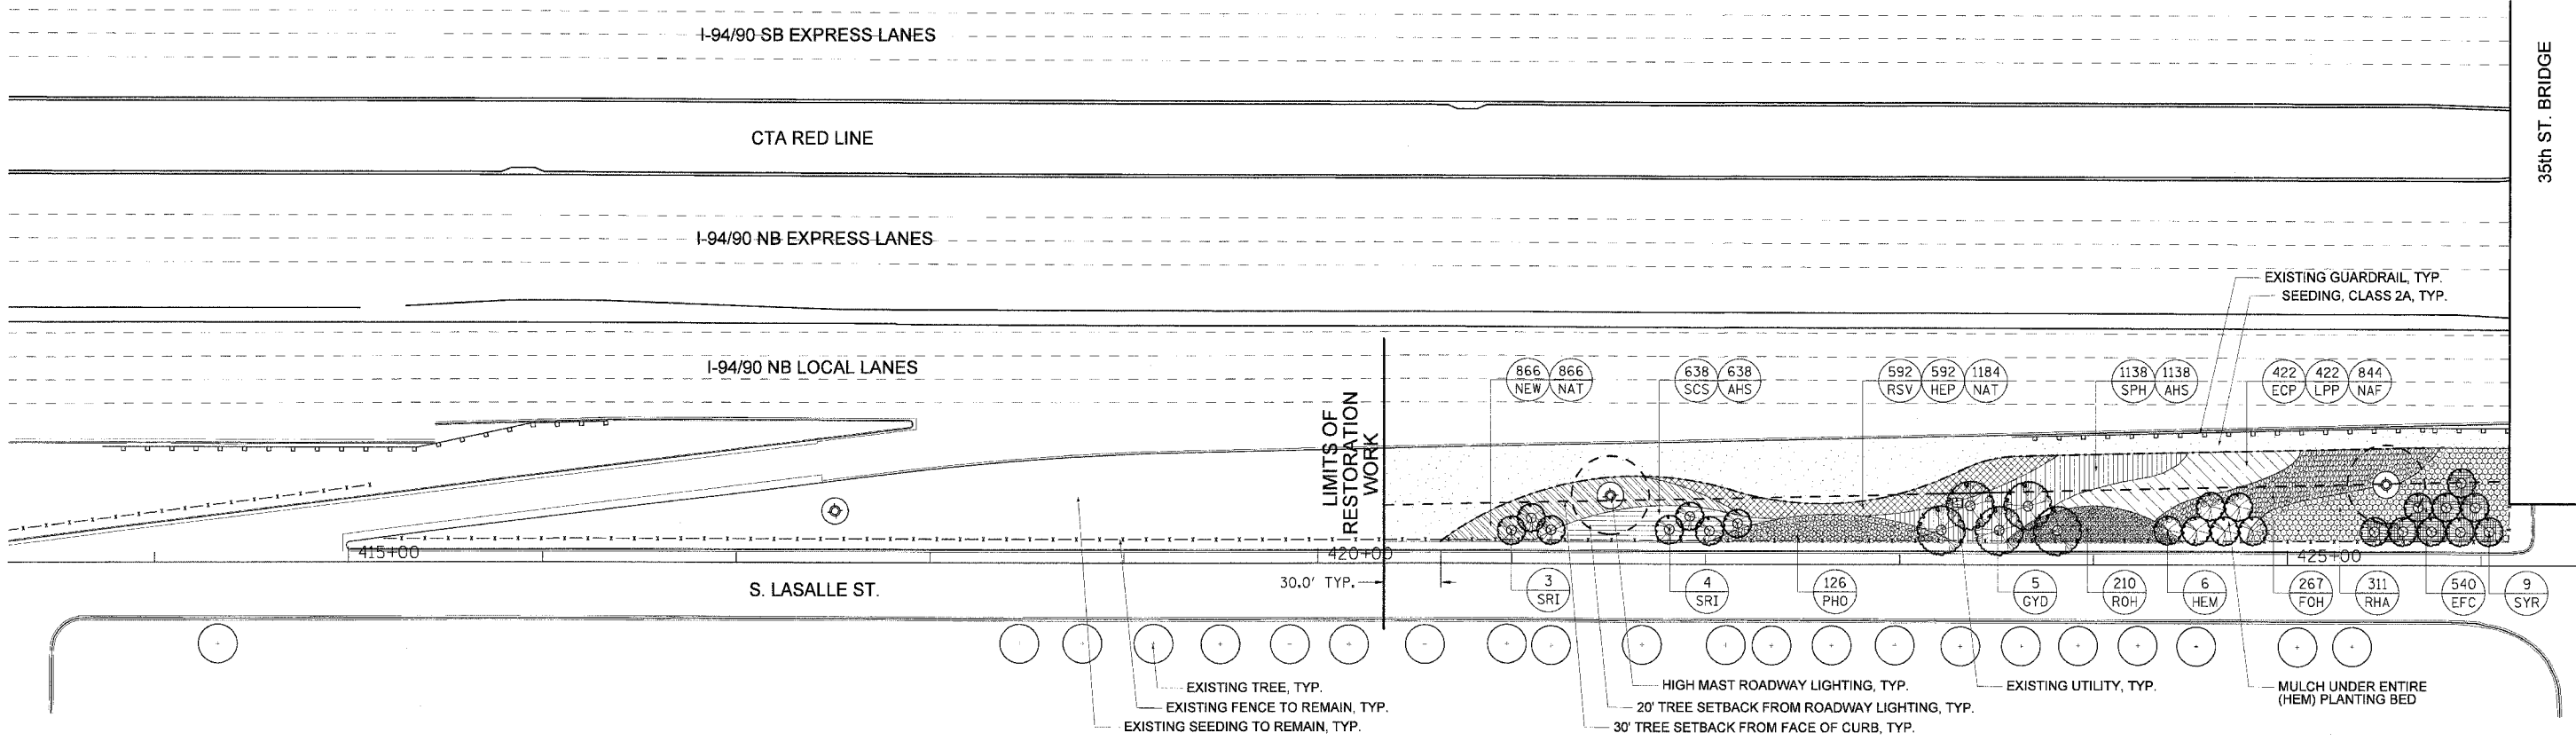 I-94/90 SB EXPRESS LANES
35th ST. BRIDGE
CTA RED LINE
I-94/90 NB EXPRESS LANES
EXISTING GUARDRAIL, TYP.
SEEDING, CLASS 2A, TYP.
I-94/90 NB LOCAL LANES
866 866
NEW NAT
638 638
SCS AHS
592 592 1184
RSV HEP NAT
1138 1138
SPH AHS
422 422 844
ECP LPP NAF
LIMITS OF
RESTORATION
WORK
415+00
420+00
425+00
S. LASALLE ST.
30.0' TYP.
3
SRI
4
SRI
126
PHO
5
GYD
210
ROH
6
HEM
267
FOH
311
RHA
540
EFC
9
SYR
EXISTING TREE, TYP.
EXISTING FENCE TO REMAIN, TYP.
EXISTING SEEDING TO REMAIN, TYP.
HIGH MAST ROADWAY LIGHTING, TYP.
20' TREE SETBACK FROM ROADWAY LIGHTING, TYP.
30' TREE SETBACK FROM FACE OF CURB, TYP.
EXISTING UTILITY, TYP.
MULCH UNDER ENTIRE
(HEM) PLANTING BED